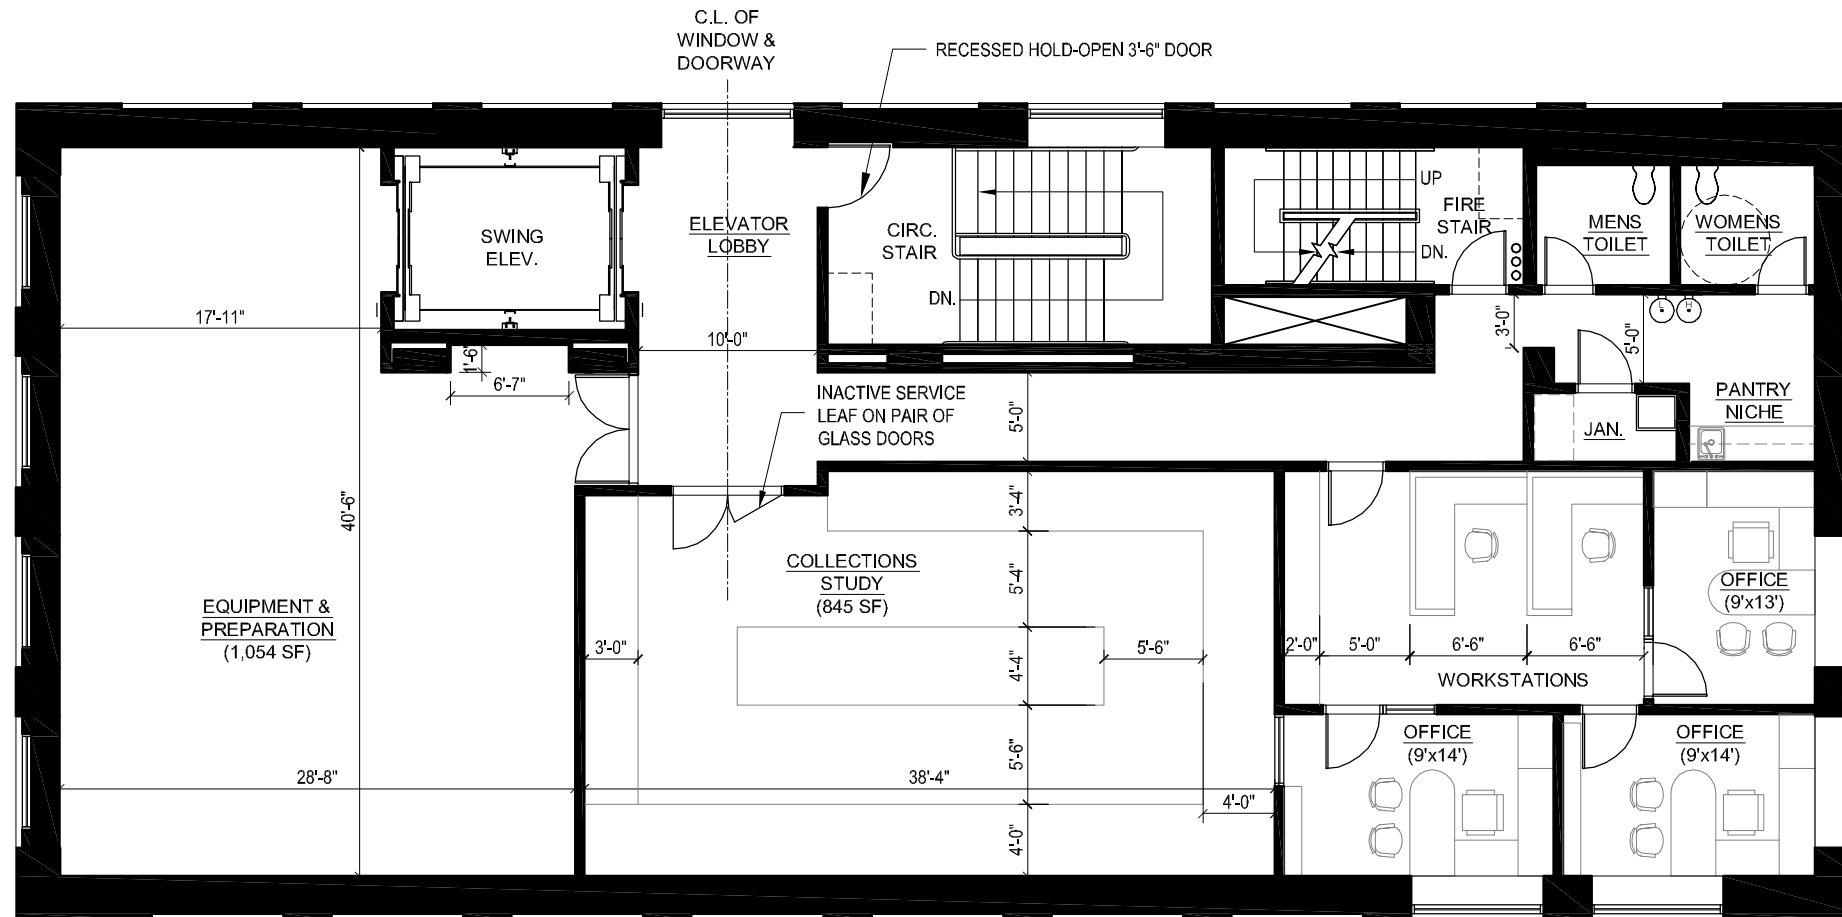 C.L. OF
WINDOW &
DOORWAY
RECESSED HOLD-OPEN 3'-6" DOOR
SWING
ELEV.
ELEVATOR
LOBBY
CIRC.
STAIR
DN.
UP
FIRE
STAIR
DN.
MENS
TOILET
WOMENS
TOILET
17'-11"
10'-0"
1'-6"
6'-7"
3'-0"
5'-0"
L
H
INACTIVE SERVICE
LEAF ON PAIR OF
GLASS DOORS
5'-0"
JAN.
PANTRY
NICHE
40'-6"
3'-4"
COLLECTIONS
STUDY
(845 SF)
5'-4"
EQUIPMENT &
PREPARATION
(1,054 SF)
OFFICE
(9'x13')
3'-0"
4'-4"
5'-6"
2'-0"
5'-0"
6'-6"
6'-6"
WORKSTATIONS
OFFICE
(9'x14')
OFFICE
(9'x14')
28'-8"
38'-4"
5'-6"
4'-0"
4'-0"